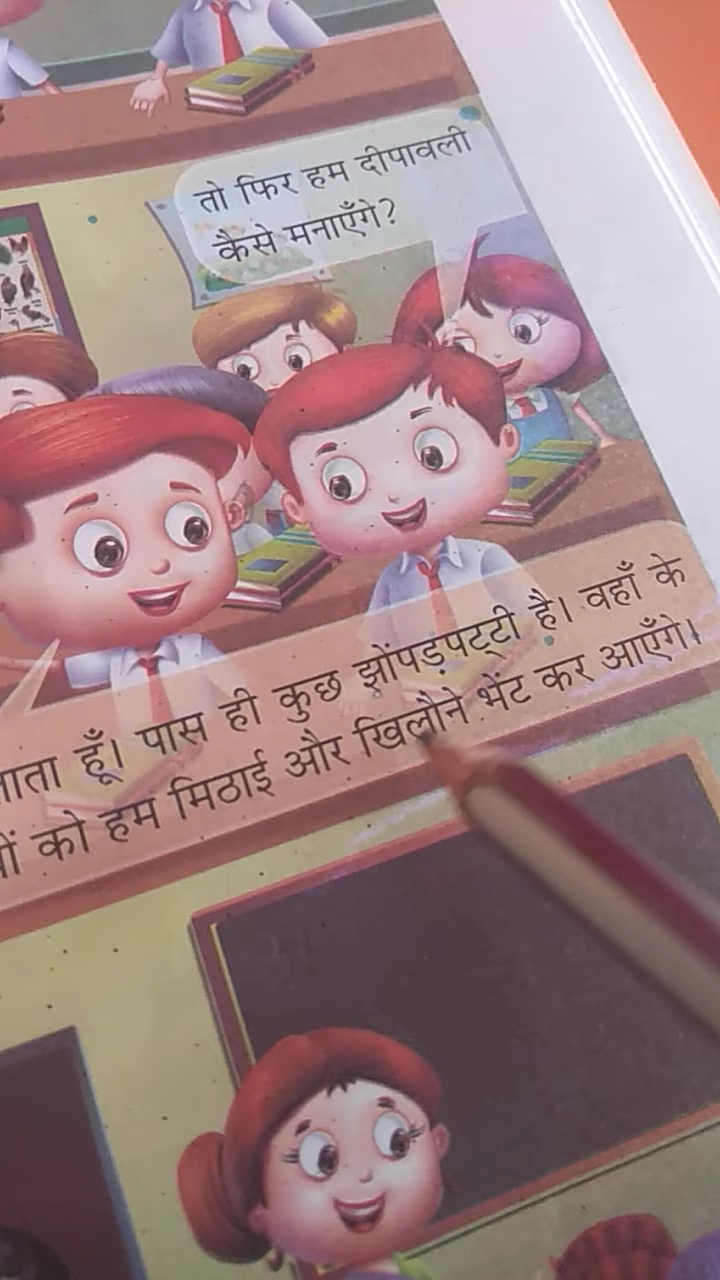 तो फिर हम दीपावली
कैसे मनाएँगे?
हूँ। पास ही कुछ झोंपड़पट्टी है। वहाँ के
को हम मिठाई और खिलौने भेंट कर आएँगे।